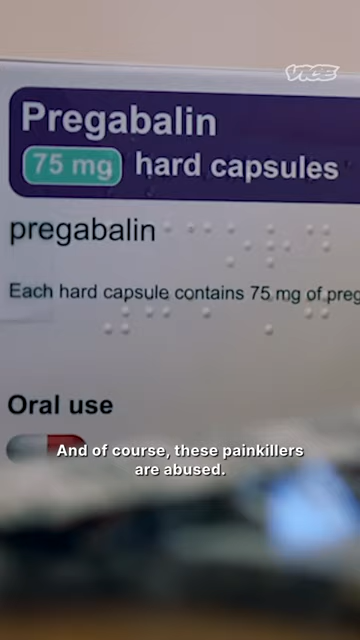 VICE
Pregabalin
75 mg hard capsules
pregabalin
Each hard capsule contains 75 mg of preg
Oral use
And of course, these painkillers
are abused.